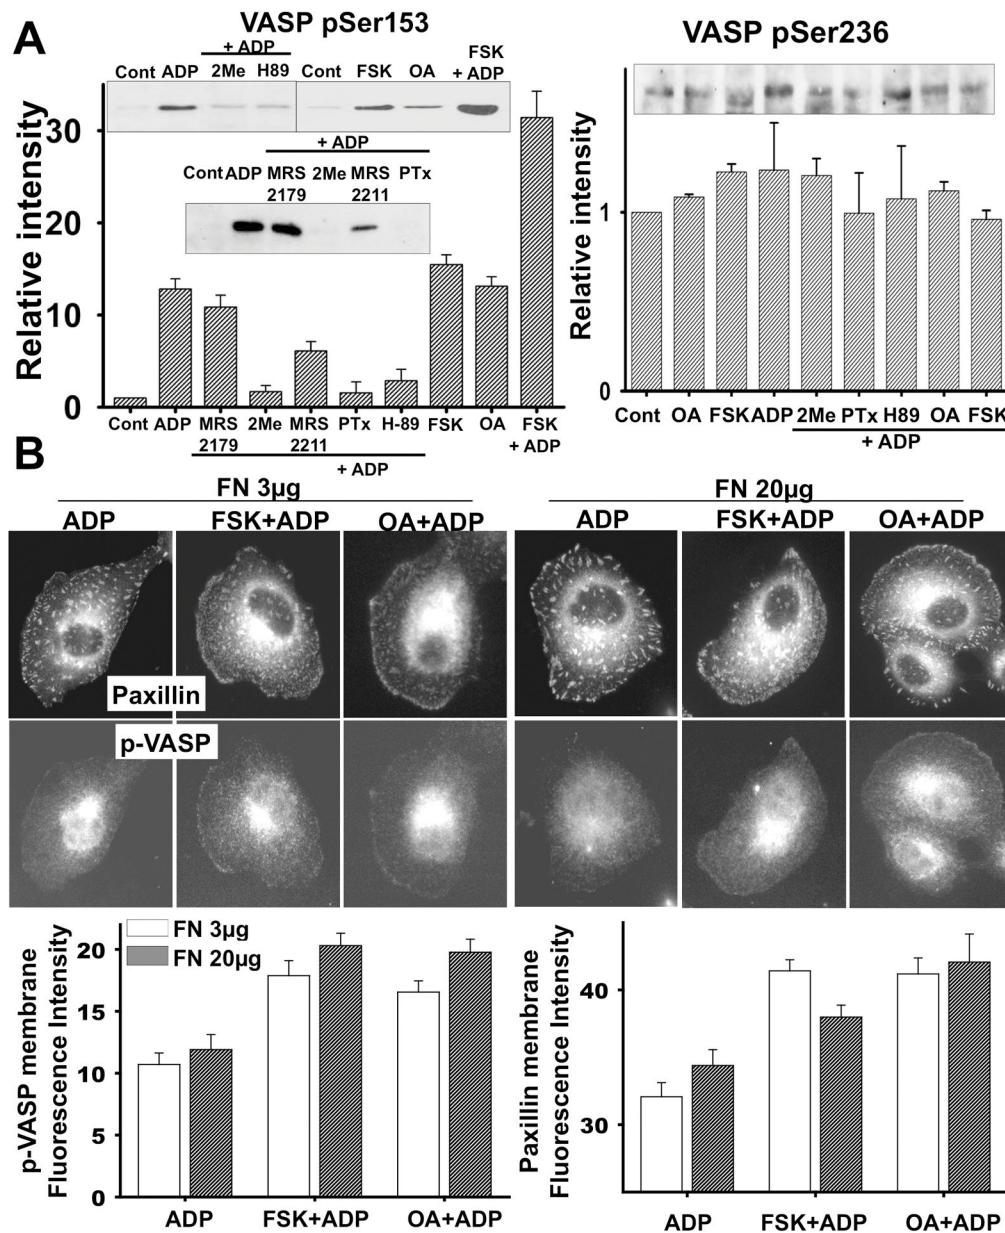 A
VASP pSer153
+ ADP
Cont ADP 2Me H89 Cont FSK OA FSK + ADP
+ ADP
Cont ADP MRS 2179 2Me MRS 2211 PTx
Relative intensity
30
20
10
0
Cont ADP MRS 2179 2Me MRS 2211 PTx H-89 FSK OA FSK + ADP
+ ADP
VASP pSer236
Relative intensity
1
0
Cont OA FSK ADP 2Me PTx H89 OA FSK
+ ADP
B
FN 3µg
FN 20µg
ADP FSK+ADP OA+ADP
ADP FSK+ADP OA+ADP
Paxillin
p-VASP
p-VASP membrane
Fluorescence Intensity
FN 3µg
FN 20µg
20
15
10
5
0
ADP FSK+ADP OA+ADP
Paxillin membrane
Fluorescence Intensity
40
30
ADP FSK+ADP OA+ADP